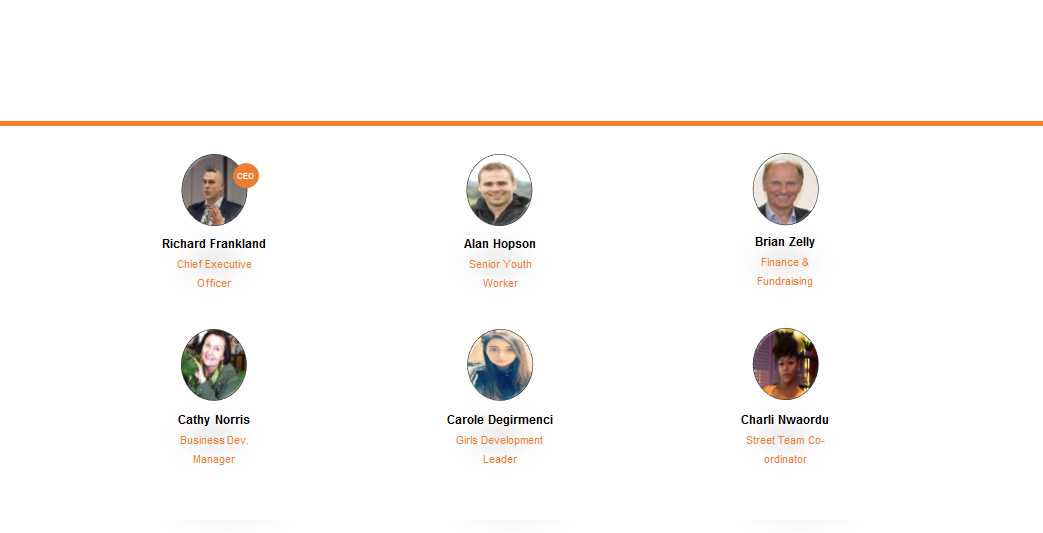 CEO
Richard Frankland
Chief Executive
Officer
Alan Hopson
Senior Youth
Worker
Brian Zelly
Finance &
Fundraising
Cathy Norris
Business Dev.
Manager
Carole Degirmenci
Girls Development
Leader
Charli Nwaordu
Street Team Co-
ordinator